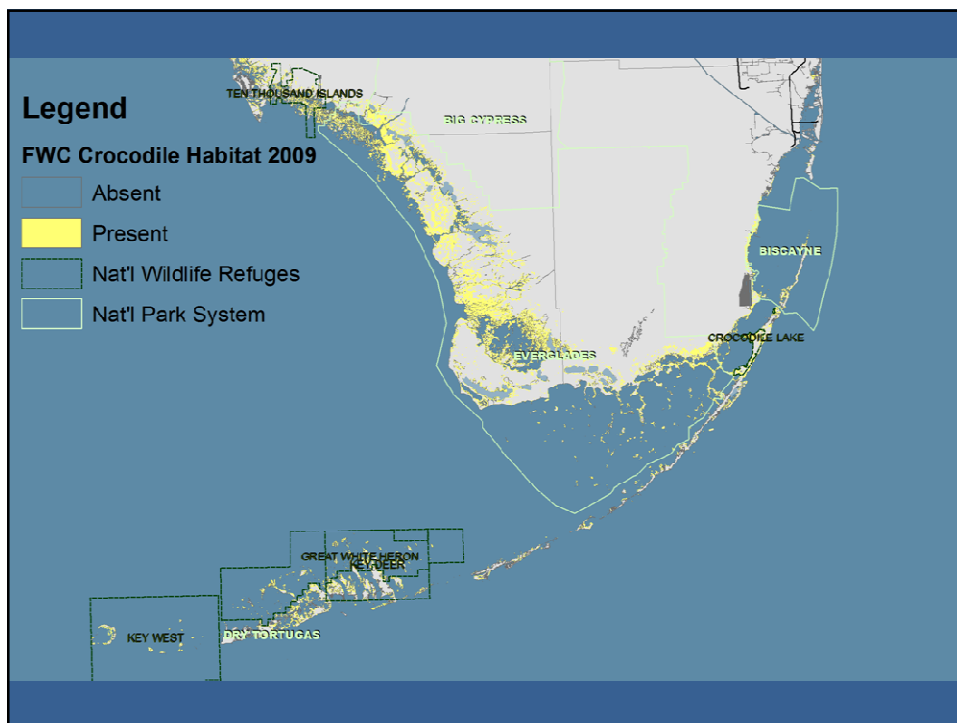 TEN THOUSAND ISLANDS
Legend
BIG CYPRESS
FWC Crocodile Habitat 2009
Absent
Present
BISCAYNE
Nat'l Wildlife Refuges
Nat'l Park System
CROCODILE LAKE
EVERGLADES
GREAT WHITE HERON
KEY DEER
KEY WEST
DRY TORTUGAS